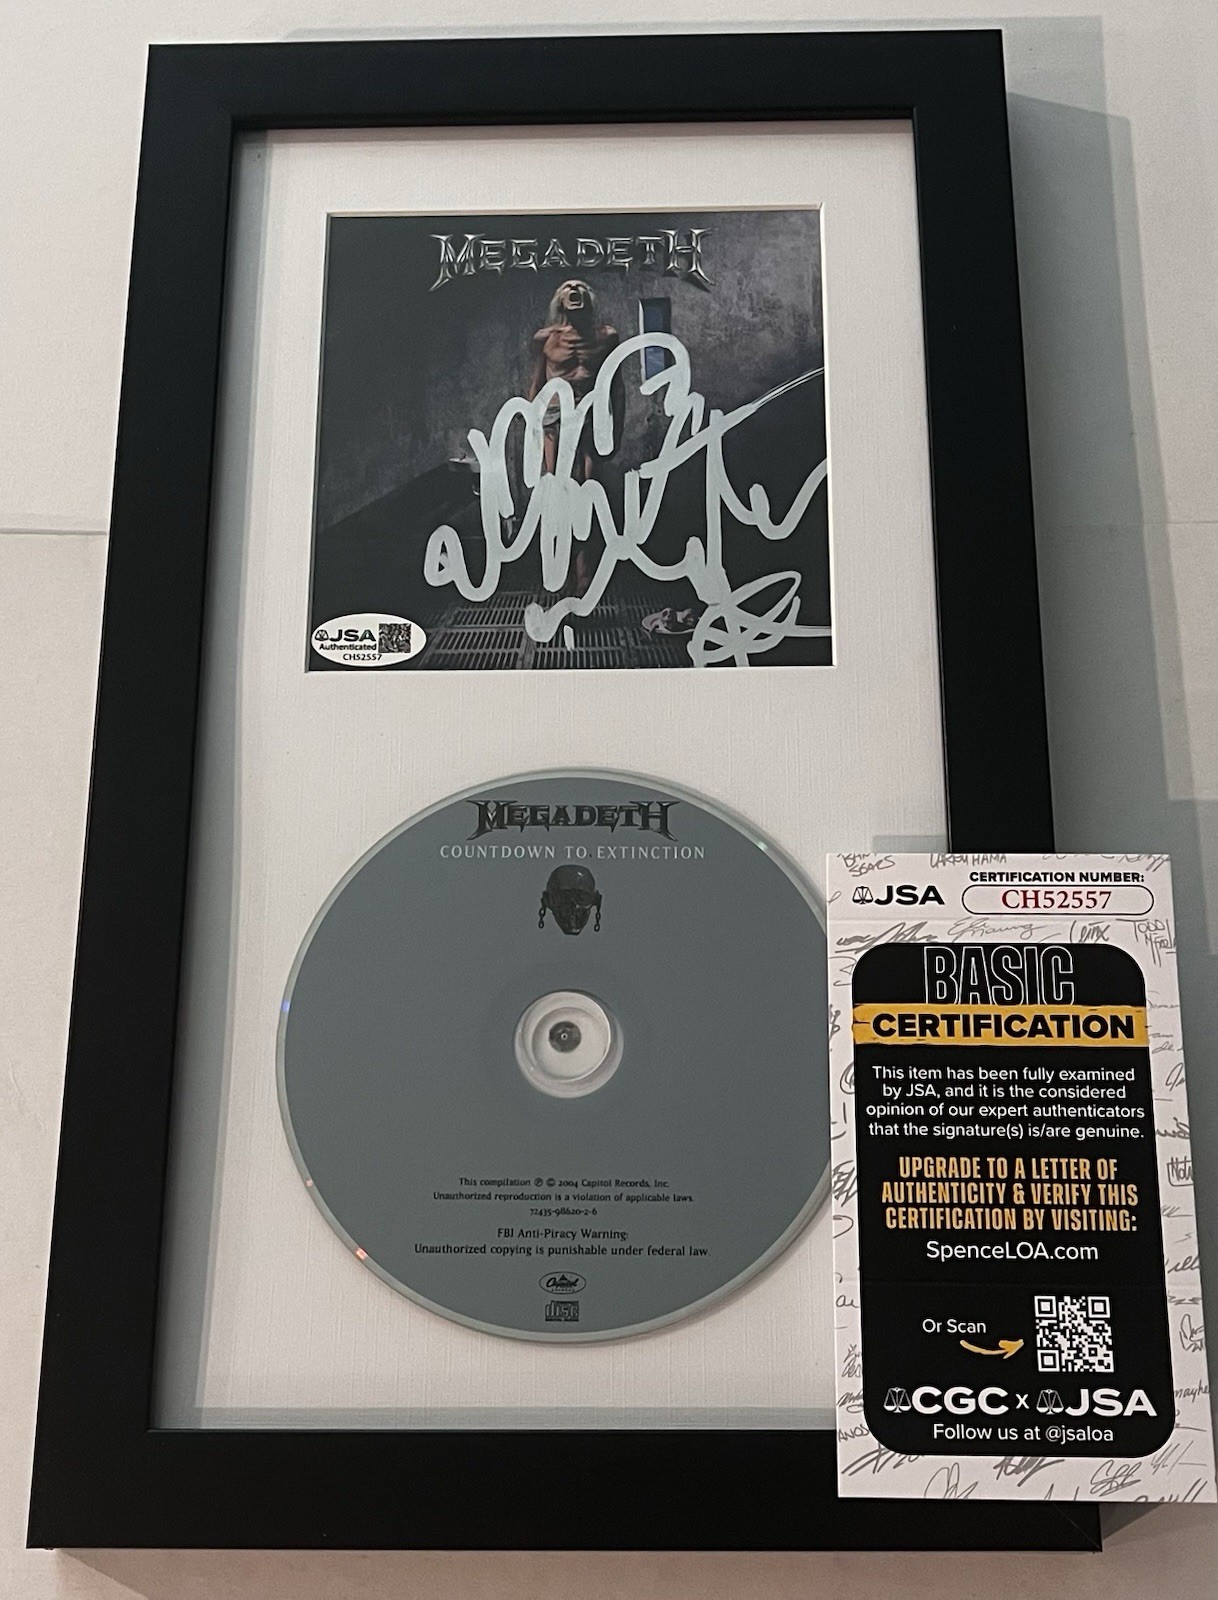 MEGADETH
JSA
Authenticated
CH52557
MEGADETH
COUNTDOWN TO EXTINCTION
This compilation ℗ © 2004 Capitol Records, Inc.
Unauthorized reproduction is a violation of applicable laws.
72435-98620-2-6
FBI Anti-Piracy Warning:
Unauthorized copying is punishable under federal law.
Capitol
disc
LARRY HAMA
JSA
CERTIFICATION NUMBER:
CH52557
BASIC
CERTIFICATION
This item has been fully examined
by JSA, and it is the considered
opinion of our expert authenticators
that the signature(s) is/are genuine.
UPGRADE TO A LETTER OF
AUTHENTICITY & VERIFY THIS
CERTIFICATION BY VISITING:
SpenceLOA.com
Or Scan
CGC x JSA
Follow us at @jsaloa